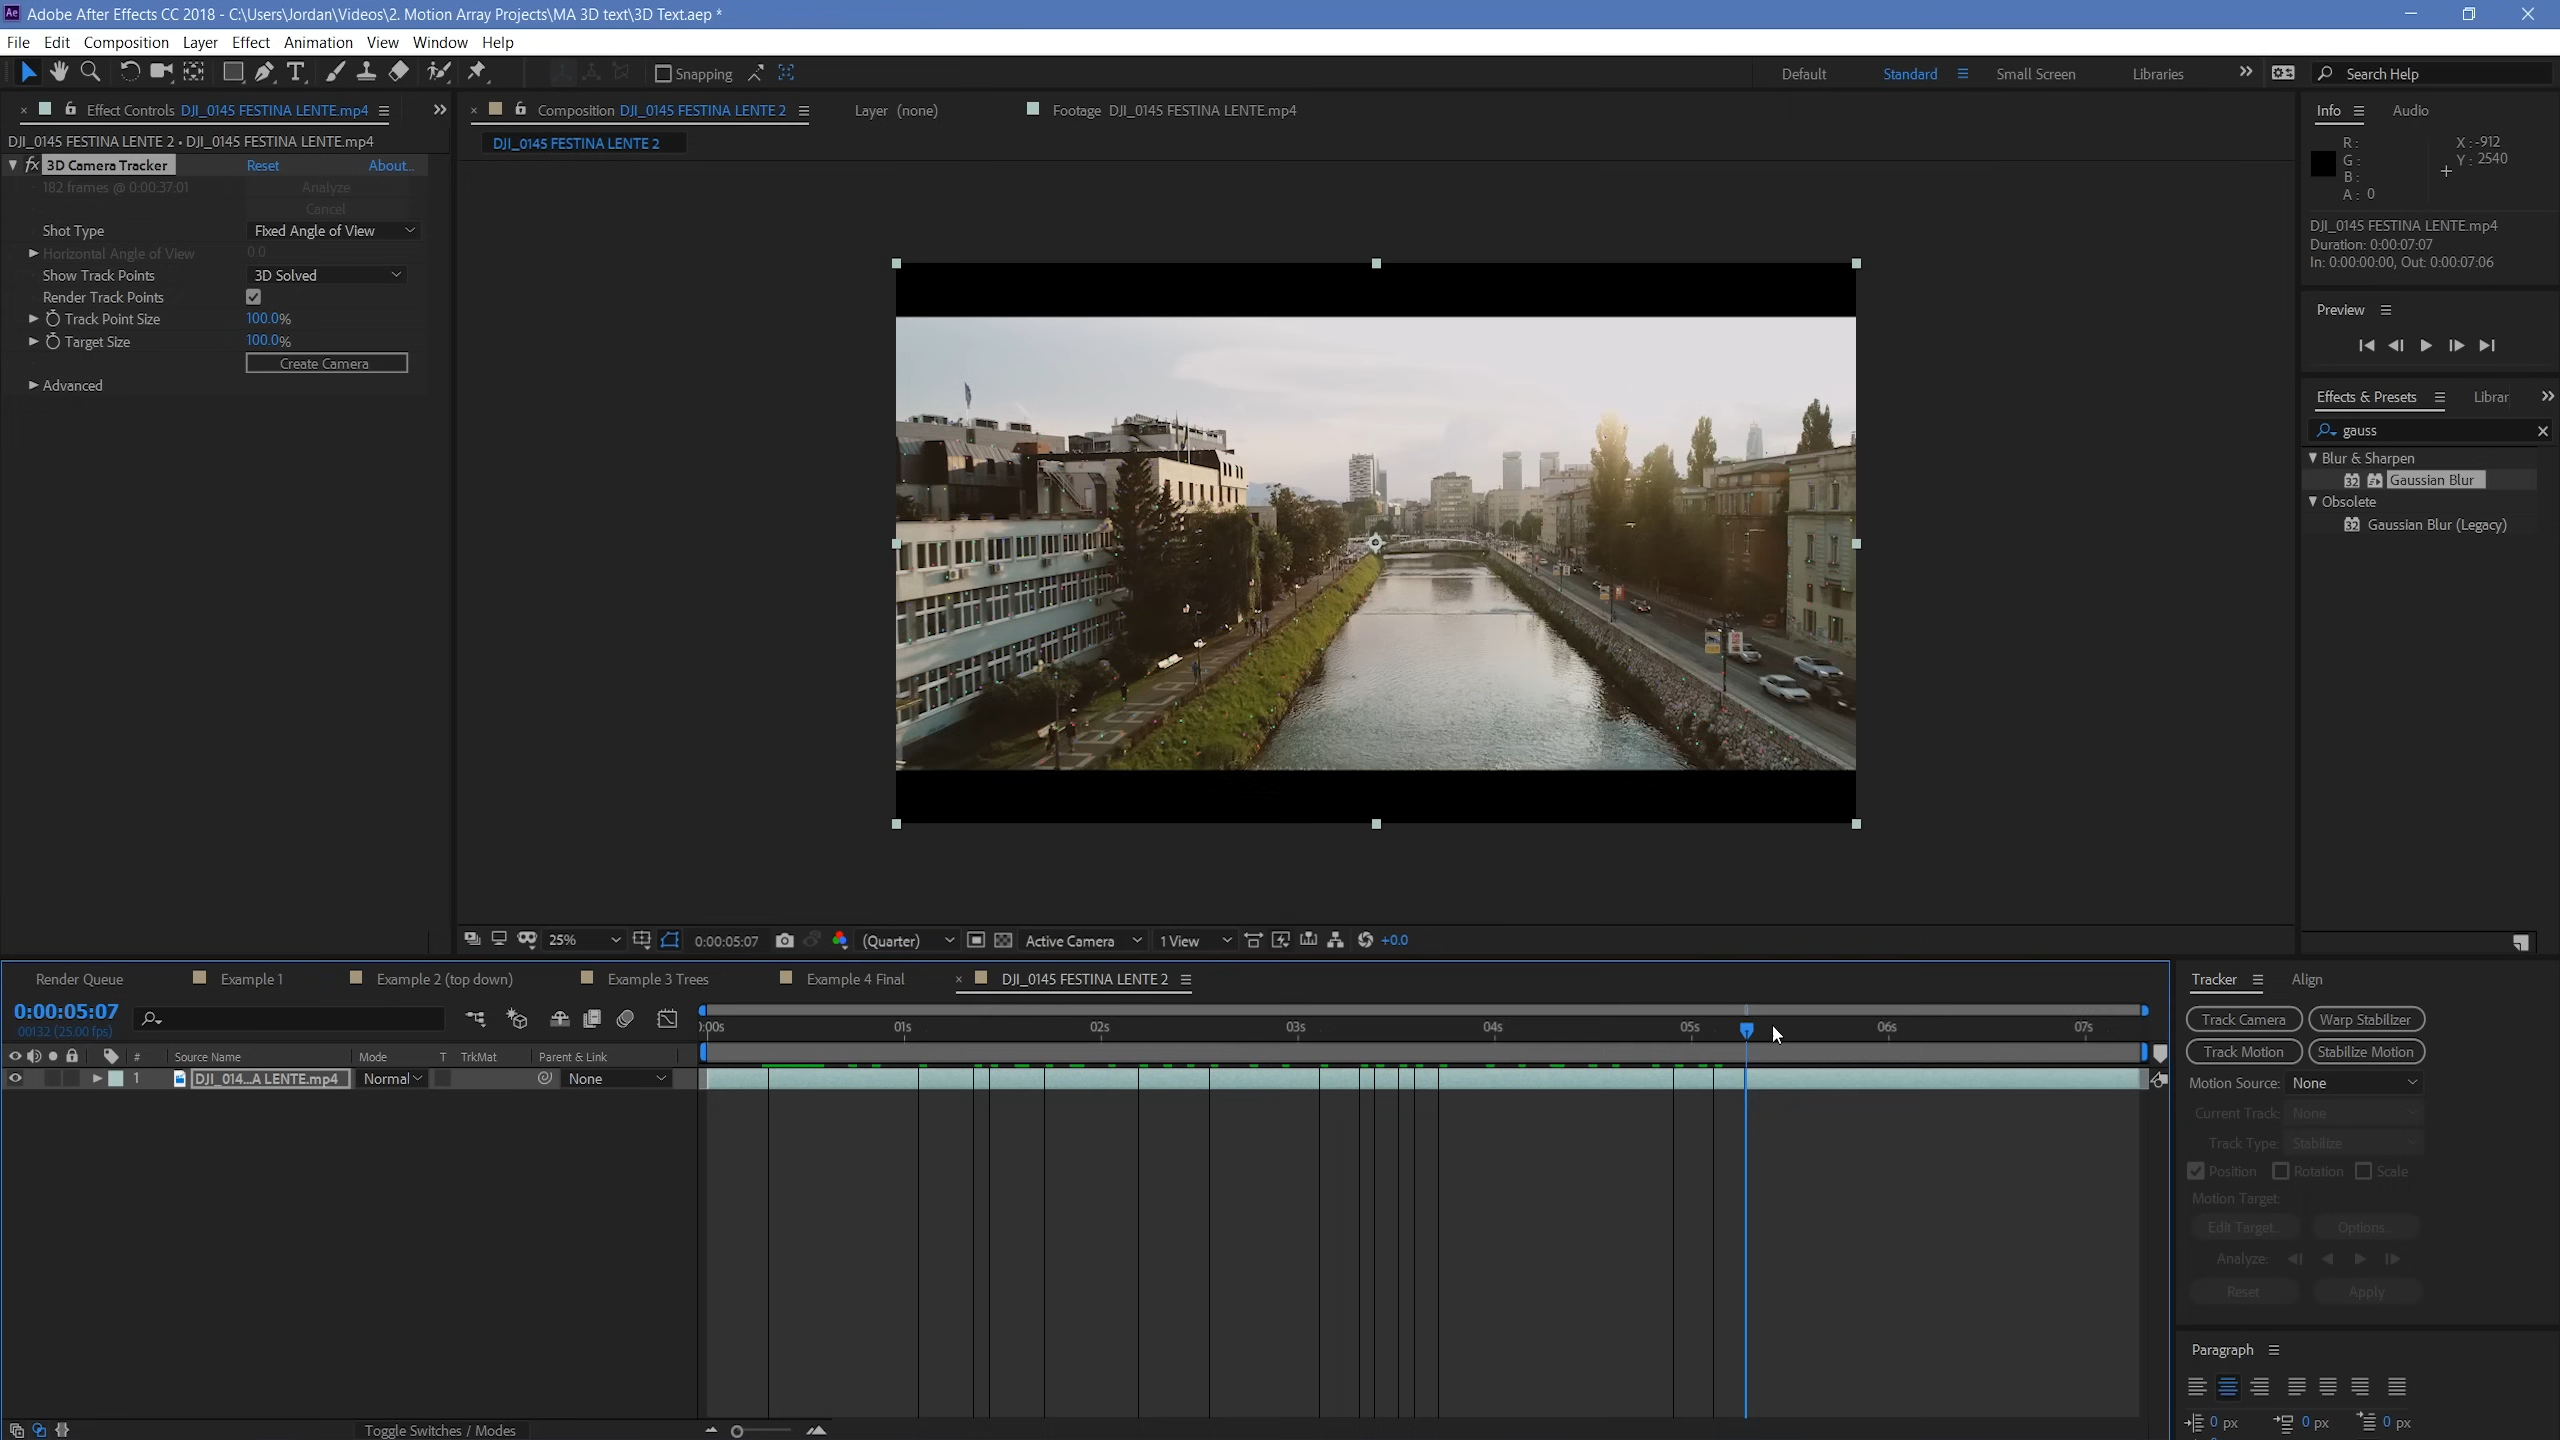 Adobe After Effects CC 2018 - C:\Users\Jordan\Videos\2. Motion Array Projects\MA 3D text\3D Text.aep *
File Edit Composition Layer Effect Animation View Window Help
Snapping
Default Standard Small Screen Libraries Search Help
Effect Controls DJI_0145 FESTINA LENTE.mp4
DJI_0145 FESTINA LENTE 2 • DJI_0145 FESTINA LENTE.mp4
fx 3D Camera Tracker Reset About...
182 frames @ 0:00:37:01 Analyze
Cancel
Shot Type Fixed Angle of View
Horizontal Angle of View 0.0
Show Track Points 3D Solved
Render Track Points
Track Point Size 100.0%
Target Size 100.0%
Create Camera
Advanced
Composition DJI_0145 FESTINA LENTE 2 Layer (none) Footage DJI_0145 FESTINA LENTE.mp4
DJI_0145 FESTINA LENTE 2
25% 0:00:05:07 (Quarter) Active Camera 1 View +0.0
Info Audio
R: X: -912
G: Y: 2540
B:
A: 0
DJI_0145 FESTINA LENTE.mp4
Duration: 0:00:07:07
In: 0:00:00:00, Out: 0:00:07:06
Preview
Effects & Presets Librar
gauss
Blur & Sharpen
32 Gaussian Blur
Obsolete
32 Gaussian Blur (Legacy)
Render Queue Example 1 Example 2 (top down) Example 3 Trees Example 4 Final DJI_0145 FESTINA LENTE 2
0:00:05:07
00132 (25.00 fps)
):00s 01s 02s 03s 04s 05s 06s 07s
# Source Name Mode T TrkMat Parent & Link
1 DJI_014...A LENTE.mp4 Normal None
Toggle Switches / Modes
Tracker Align
Track Camera Warp Stabilizer
Track Motion Stabilize Motion
Motion Source: None
Current Track: None
Track Type: Stabilize
Position Rotation Scale
Motion Target:
Edit Target... Options...
Analyze:
Reset Apply
Paragraph
0 px 0 px 0 px